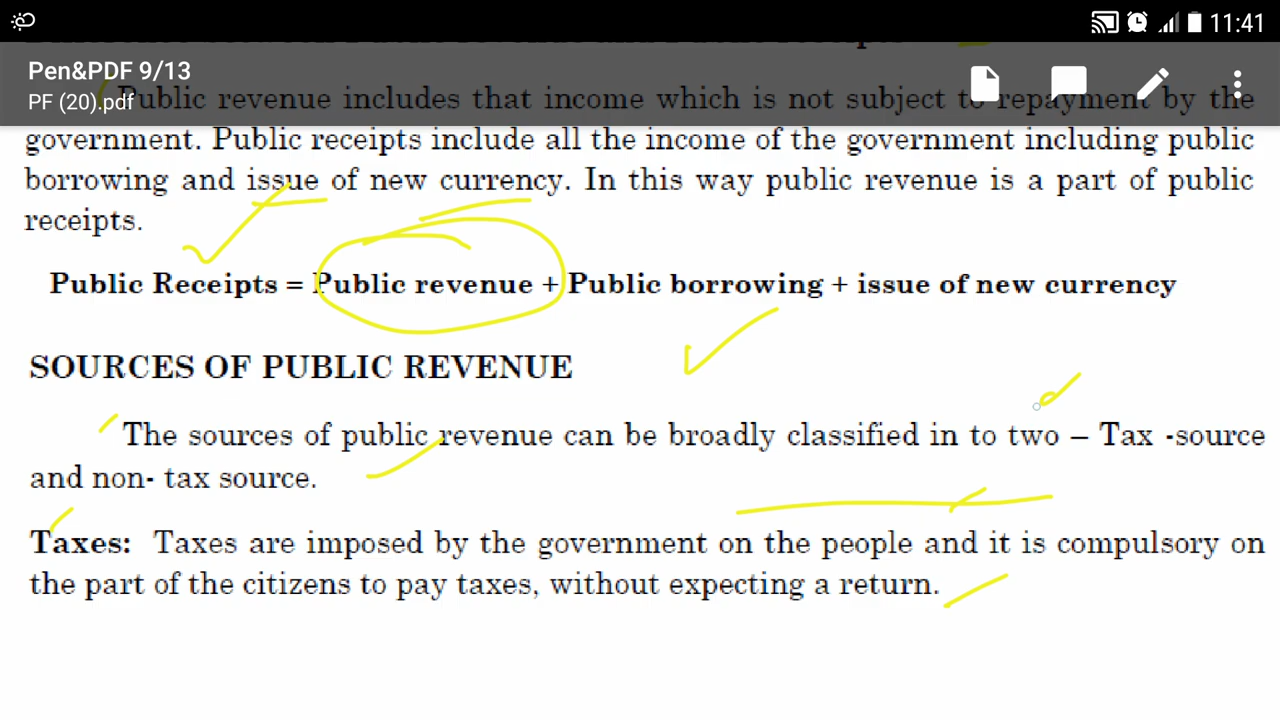 11:41
Pen&PDF 9/13
PF (20).pdf
Public revenue includes that income which is not subject to repayment by the
government. Public receipts include all the income of the government including public
borrowing and issue of new currency. In this way public revenue is a part of public
receipts.
Public Receipts = Public revenue + Public borrowing + issue of new currency
SOURCES OF PUBLIC REVENUE
The sources of public revenue can be broadly classified in to two – Tax -source
and non- tax source.
Taxes: Taxes are imposed by the government on the people and it is compulsory on
the part of the citizens to pay taxes, without expecting a return.